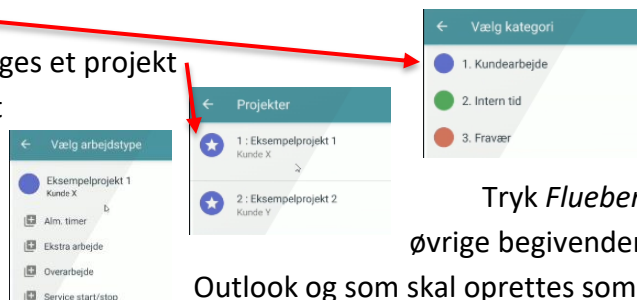 ← Vælg kategori
1. Kundearbejde
2. Intern tid
3. Fravær
ges et projekt
← Projekter
1 : Eksempelprojekt 1
Kunde X
2 : Eksempelprojekt 2
Kunde Y
← Vælg arbejdstype
Eksempelprojekt 1
Kunde X
Alm. timer
Ekstra arbejde
Overarbejde
Service start/stop
Tryk Flueben
øvrige begivenden
Outlook og som skal oprettes som